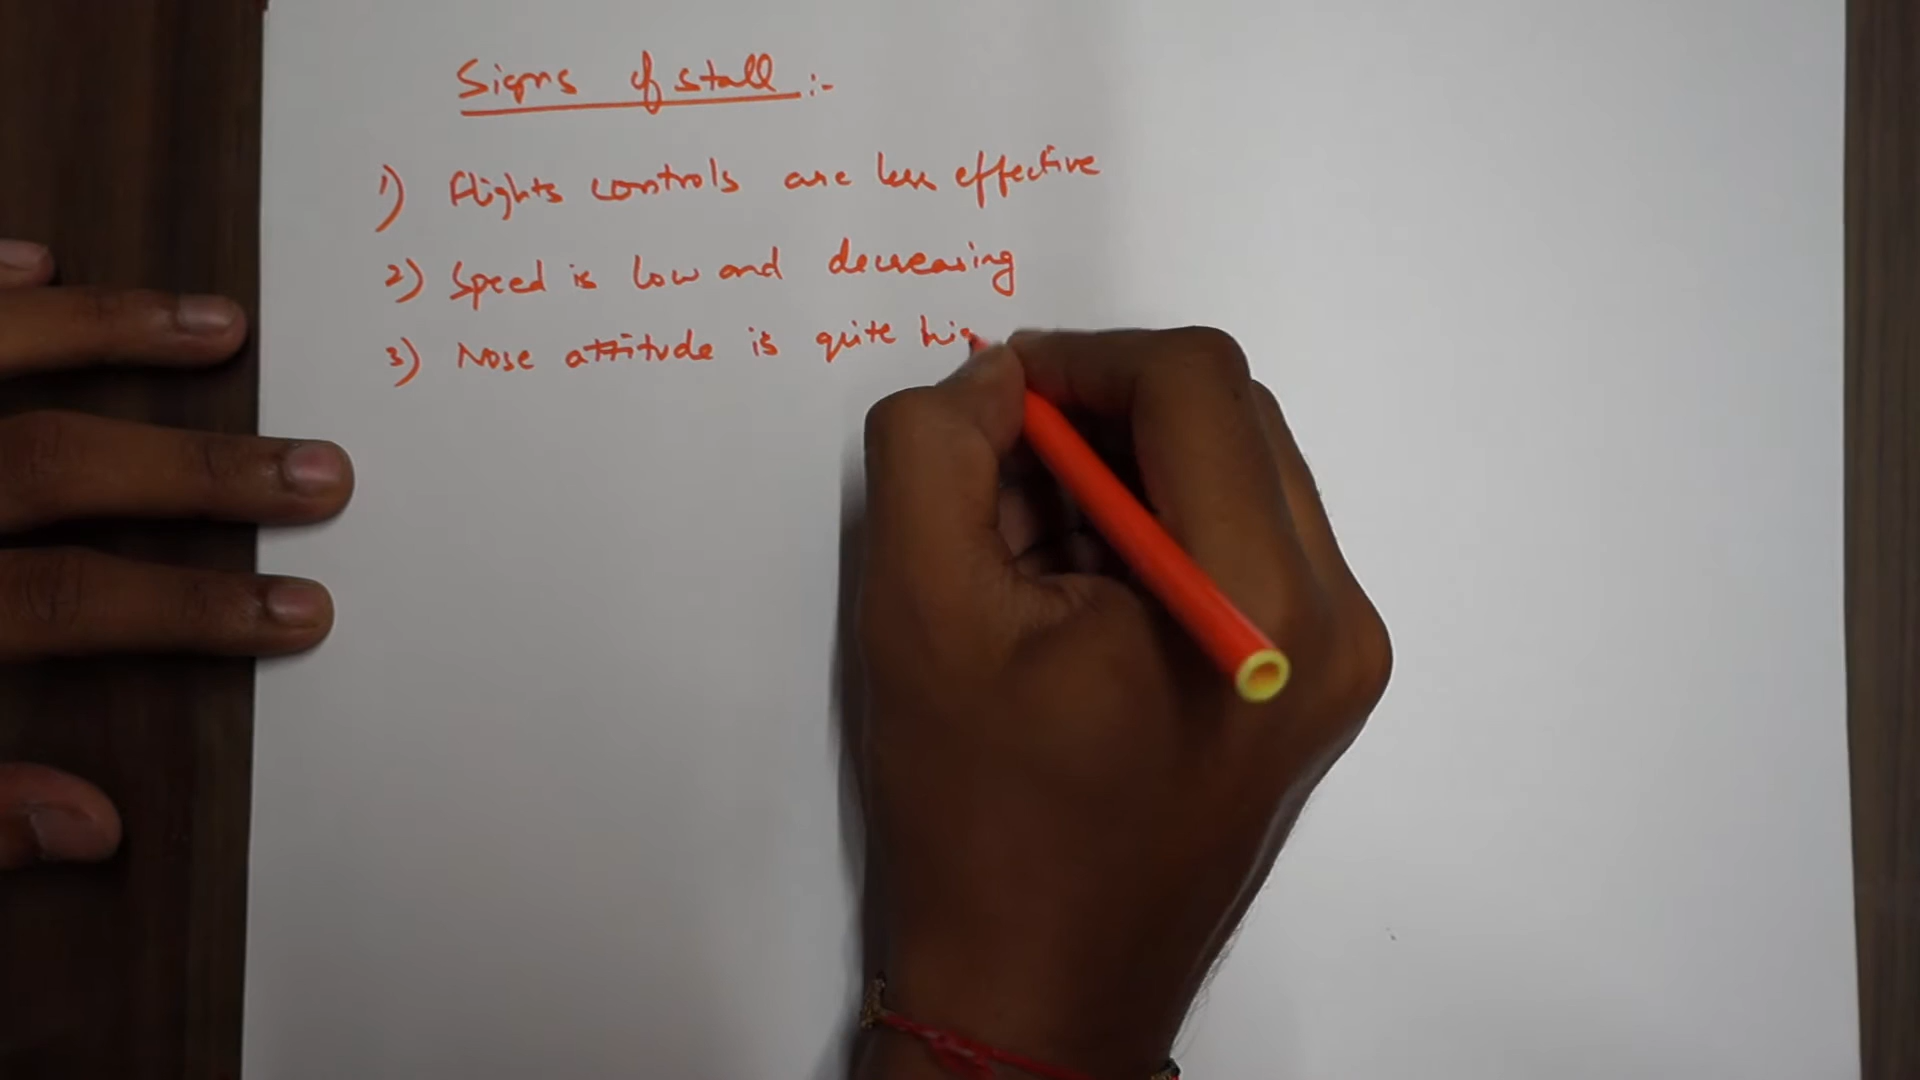 Signs of stall :-
1) flights controls are less effective
2) Speed is low and decreasing
3) Nose attitude is quite hig